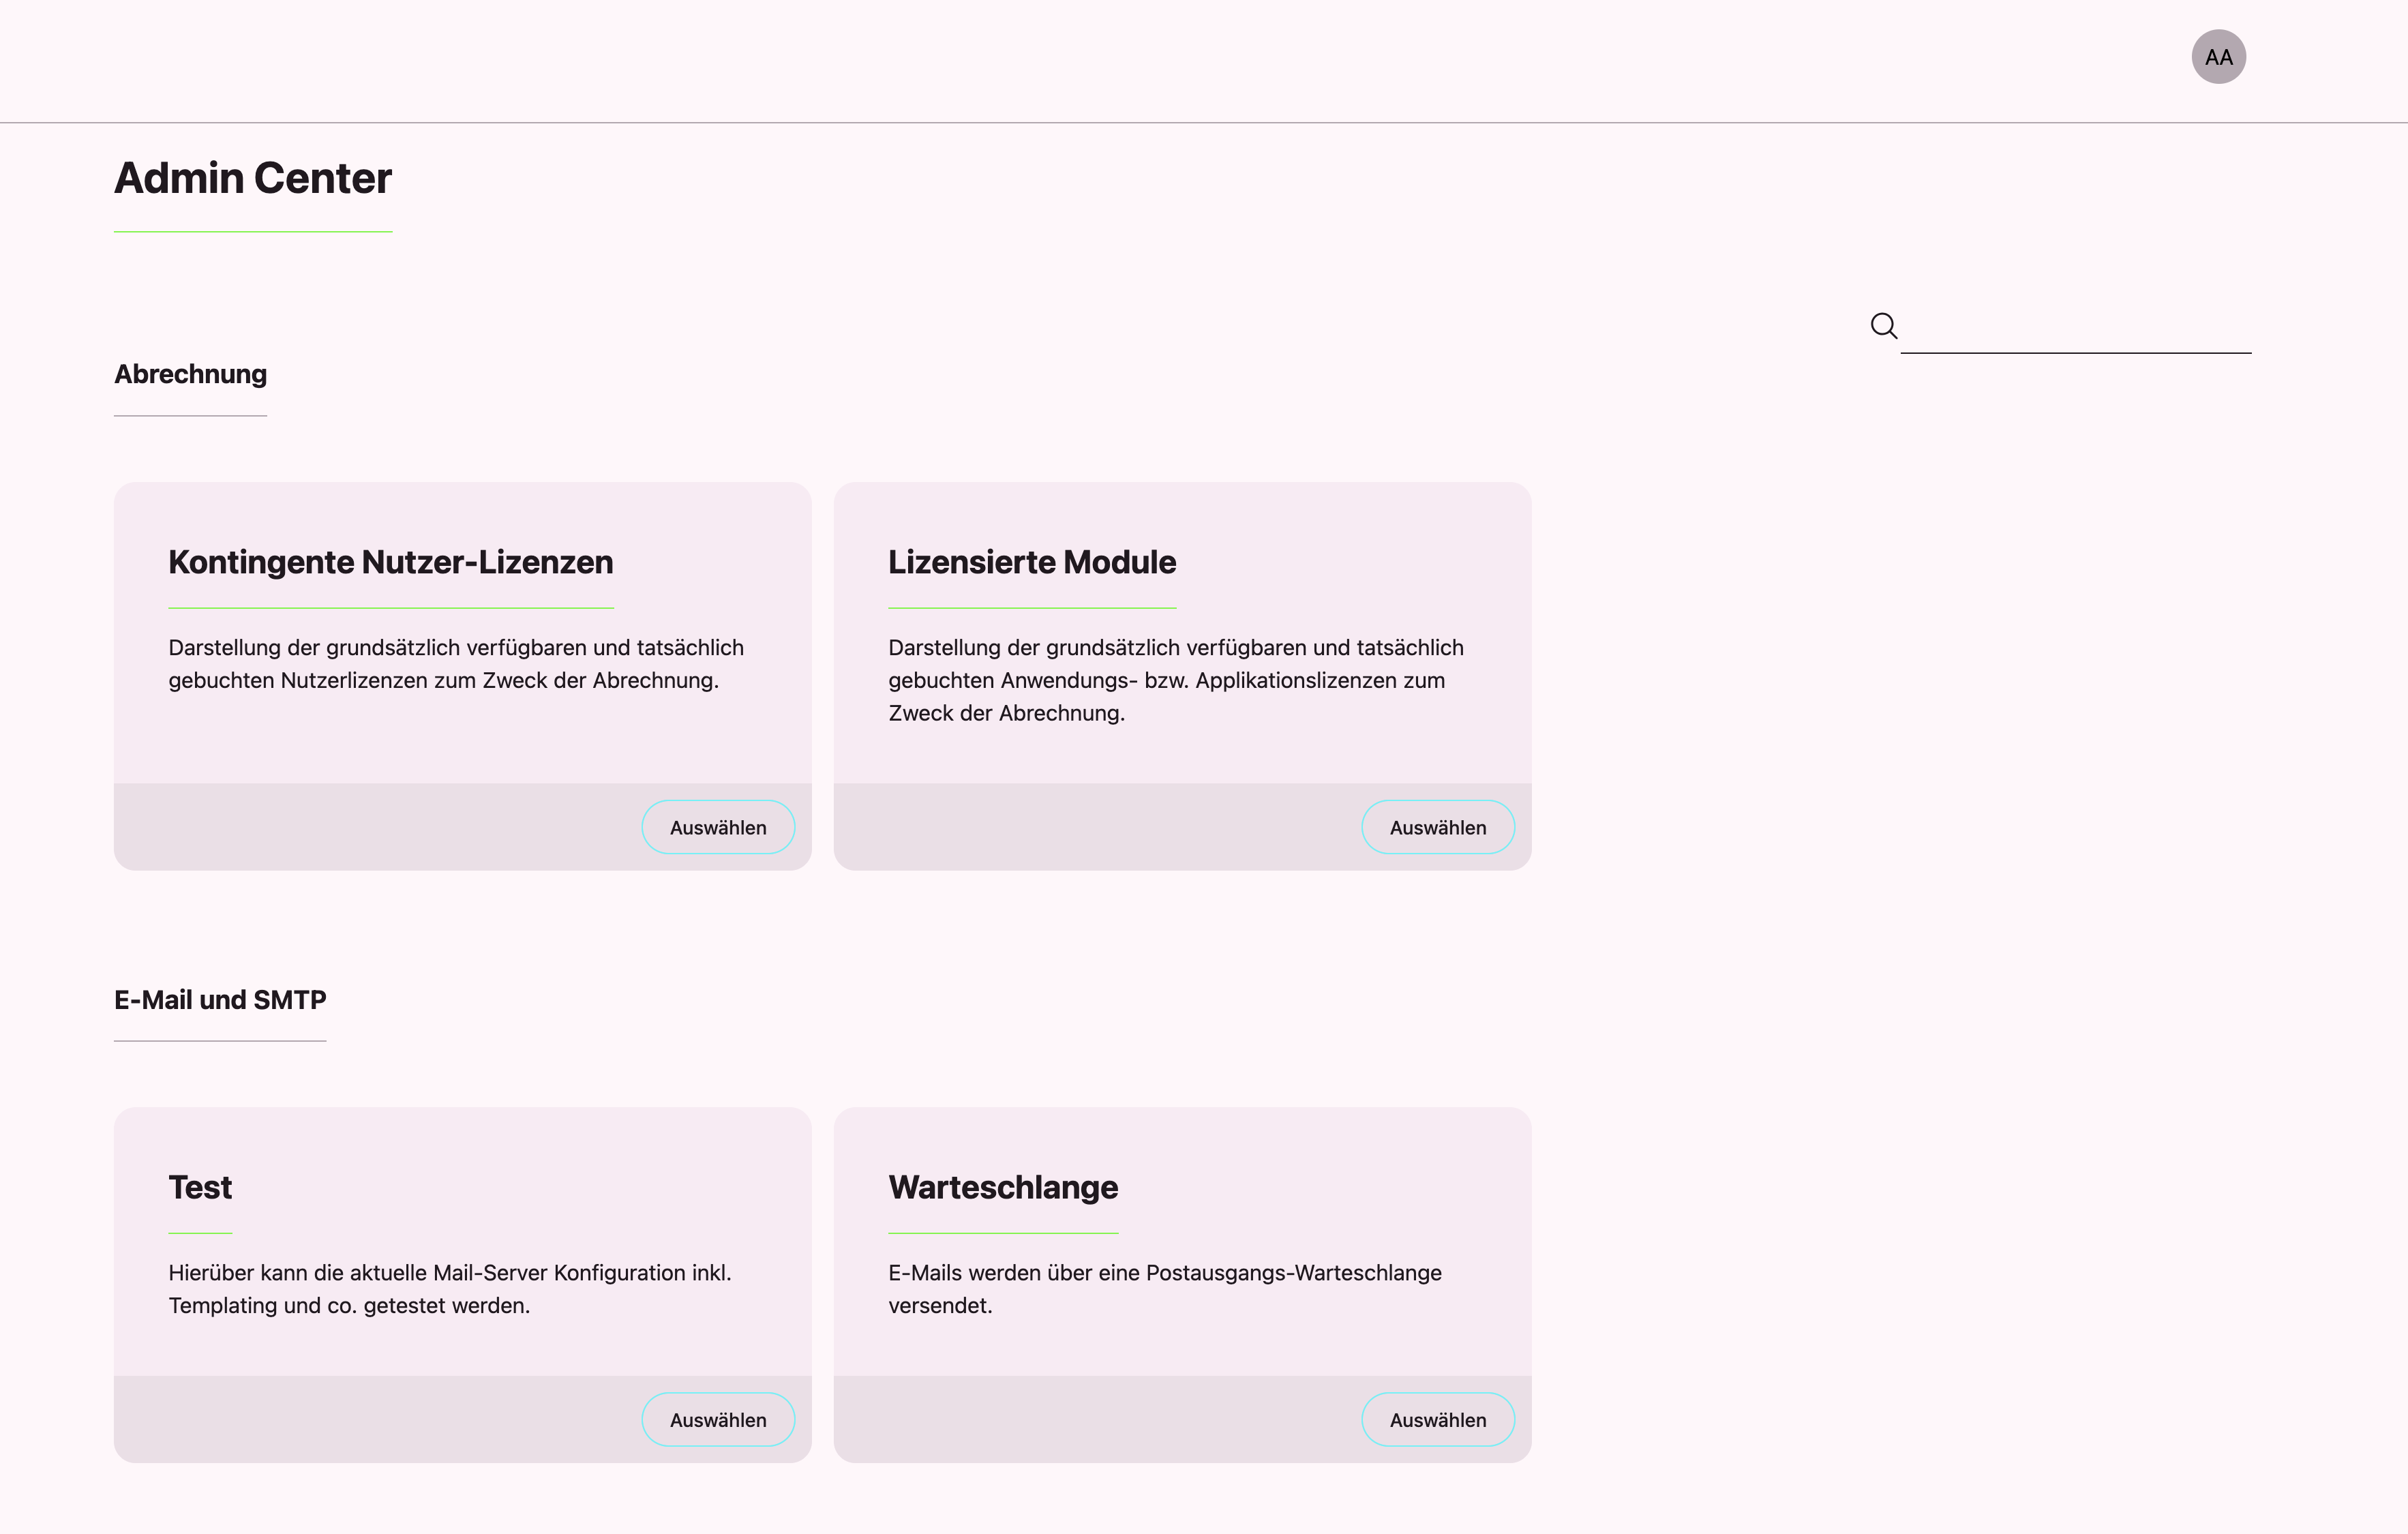 AA
Admin Center
Abrechnung
Kontingente Nutzer-Lizenzen
Darstellung der grundsätzlich verfügbaren und tatsächlich
gebuchten Nutzerlizenzen zum Zweck der Abrechnung.
Auswählen
Lizensierte Module
Darstellung der grundsätzlich verfügbaren und tatsächlich
gebuchten Anwendungs- bzw. Applikationslizenzen zum
Zweck der Abrechnung.
Auswählen
E-Mail und SMTP
Test
Hierüber kann die aktuelle Mail-Server Konfiguration inkl.
Templating und co. getestet werden.
Auswählen
Warteschlange
E-Mails werden über eine Postausgangs-Warteschlange
versendet.
Auswählen